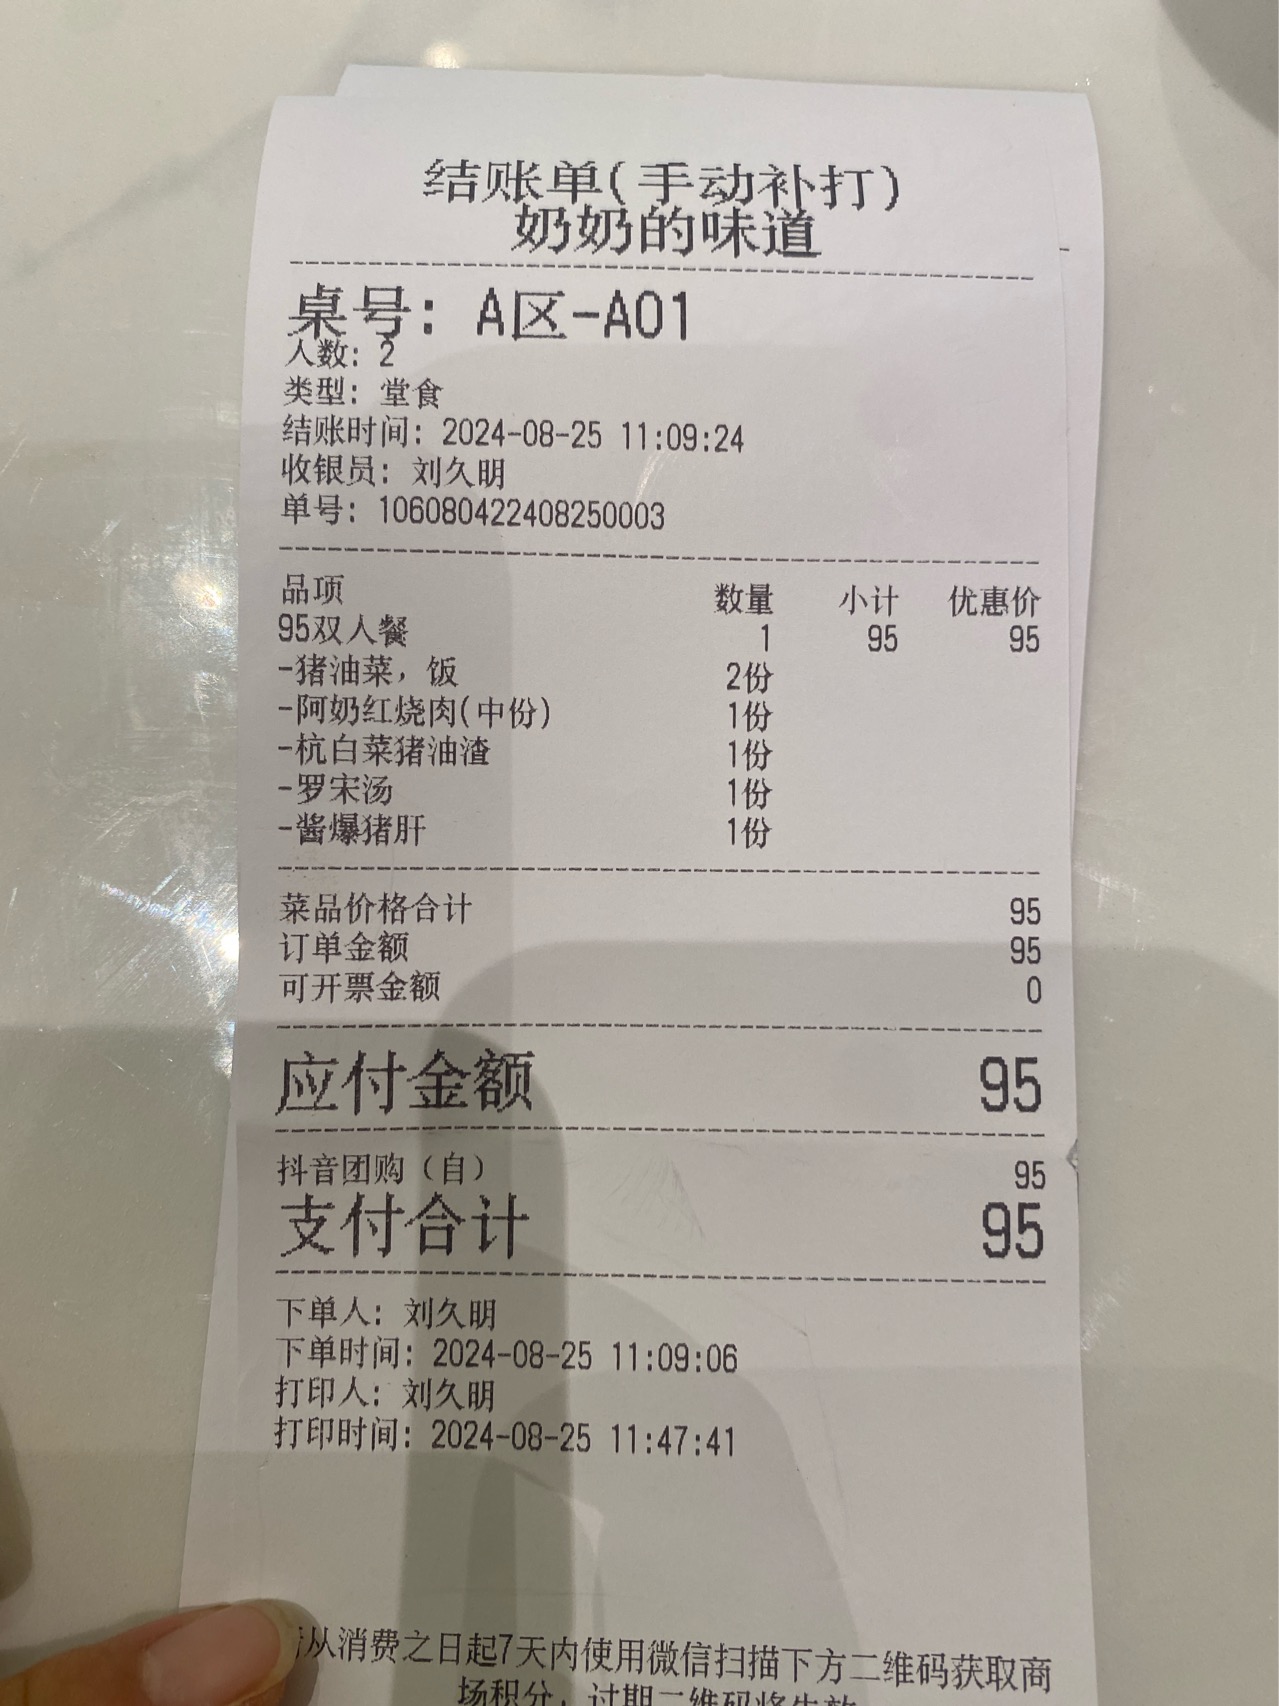 结账单(手动补打)
奶奶的味道
桌号: A区-A01
人数: 2
类型: 堂食
结账时间: 2024-08-25 11:09:24
收银员: 刘久明
单号: 106080422408250003
品项 数量 小计 优惠价
95双人餐 1 95 95
-猪油菜, 饭 2份
-阿奶红烧肉(中份) 1份
-杭白菜猪油渣 1份
-罗宋汤 1份
-酱爆猪肝 1份
菜品价格合计 95
订单金额 95
可开票金额 0
应付金额 95
抖音团购（自） 95
支付合计 95
下单人: 刘久明
下单时间: 2024-08-25 11:09:06
打印人: 刘久明
打印时间: 2024-08-25 11:47:41
从消费之日起7天内使用微信扫描下方二维码获取商
场积分，过期二维码将失效